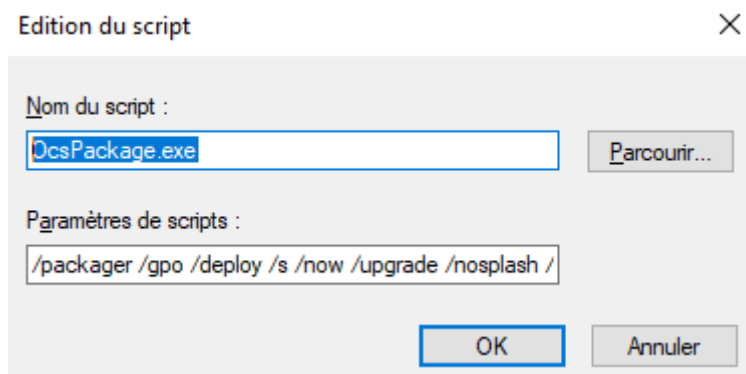 Edition du script
Nom du script :
OcsPackage.exe
Parcourir...
Paramètres de scripts :
/packager /gpo /deploy /s /now /upgrade /nosplash /
OK
Annuler